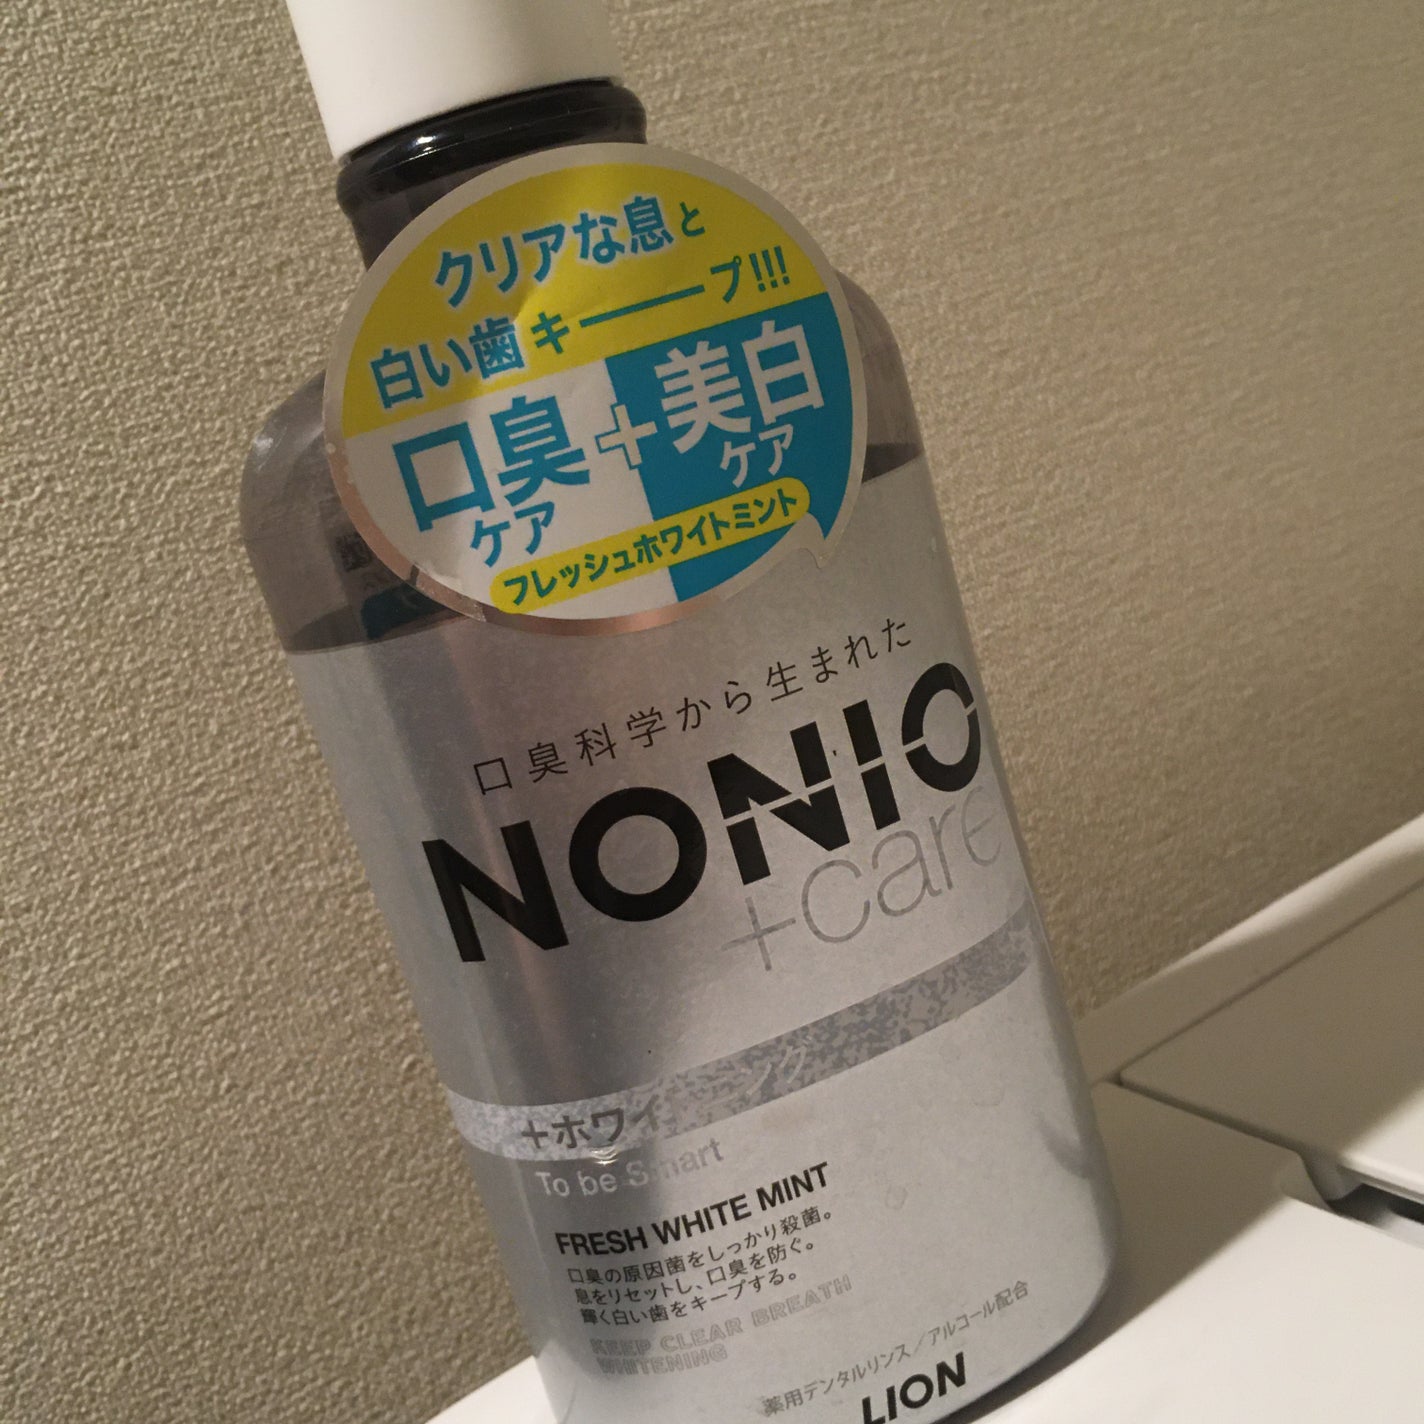 クリアな息と
白い歯キープ!!!
口臭ケア+美白ケア
フレッシュホワイトミント
口臭科学から生まれた
NONIO
+care
+ホワイトニング
To be Smart
FRESH WHITE MINT
口臭の原因菌をしっかり殺菌。
息をリセットし、口臭を防ぐ。
輝く白い歯をキープする。
KEEP CLEAR BREATH
WHITENING
薬用デンタルリンス/アルコール配合
LION